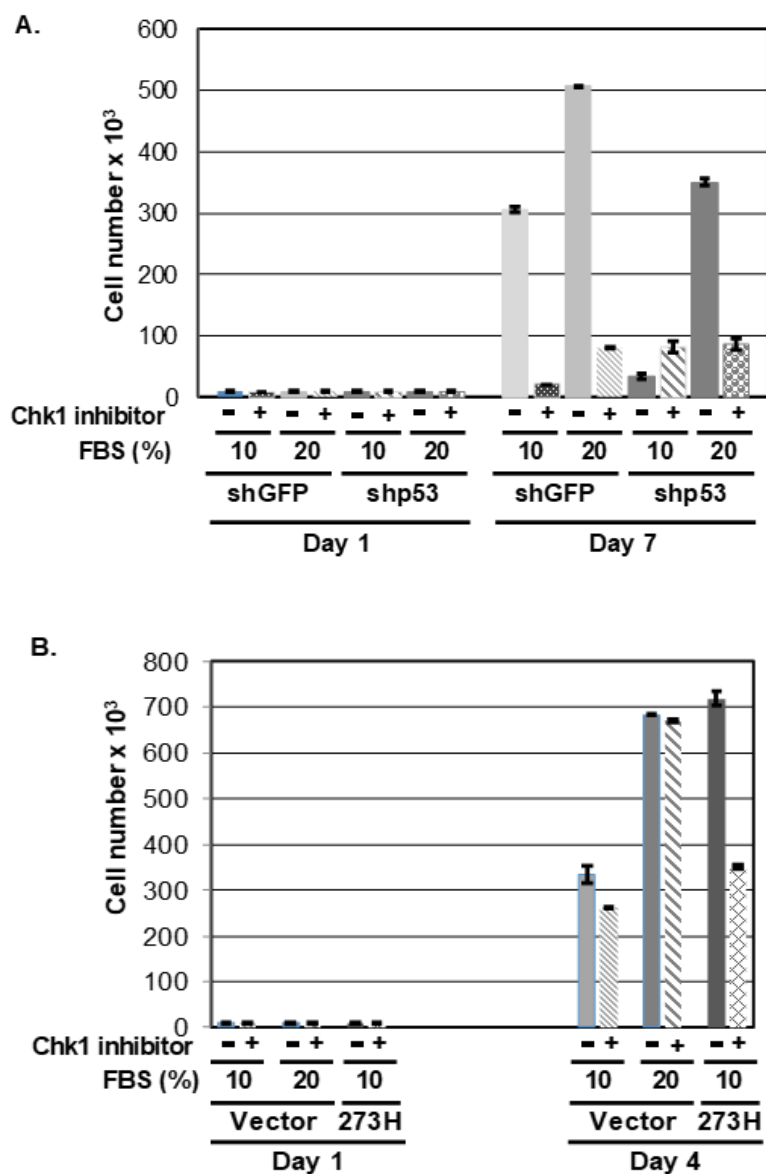 A.
Cell number x 10³
600
500
400
300
200
100
0
Chk1 inhibitor - + - + - + - + - + - + - + - +
FBS (%) 10 20 10 20 10 20 10 20
shGFP shp53 shGFP shp53
Day 1 Day 7
B.
Cell number x 10³
800
700
600
500
400
300
200
100
0
Chk1 inhibitor - + - + - + - + - + - +
FBS (%) 10 20 10 10 20 10
Vector 273H Vector 273H
Day 1 Day 4